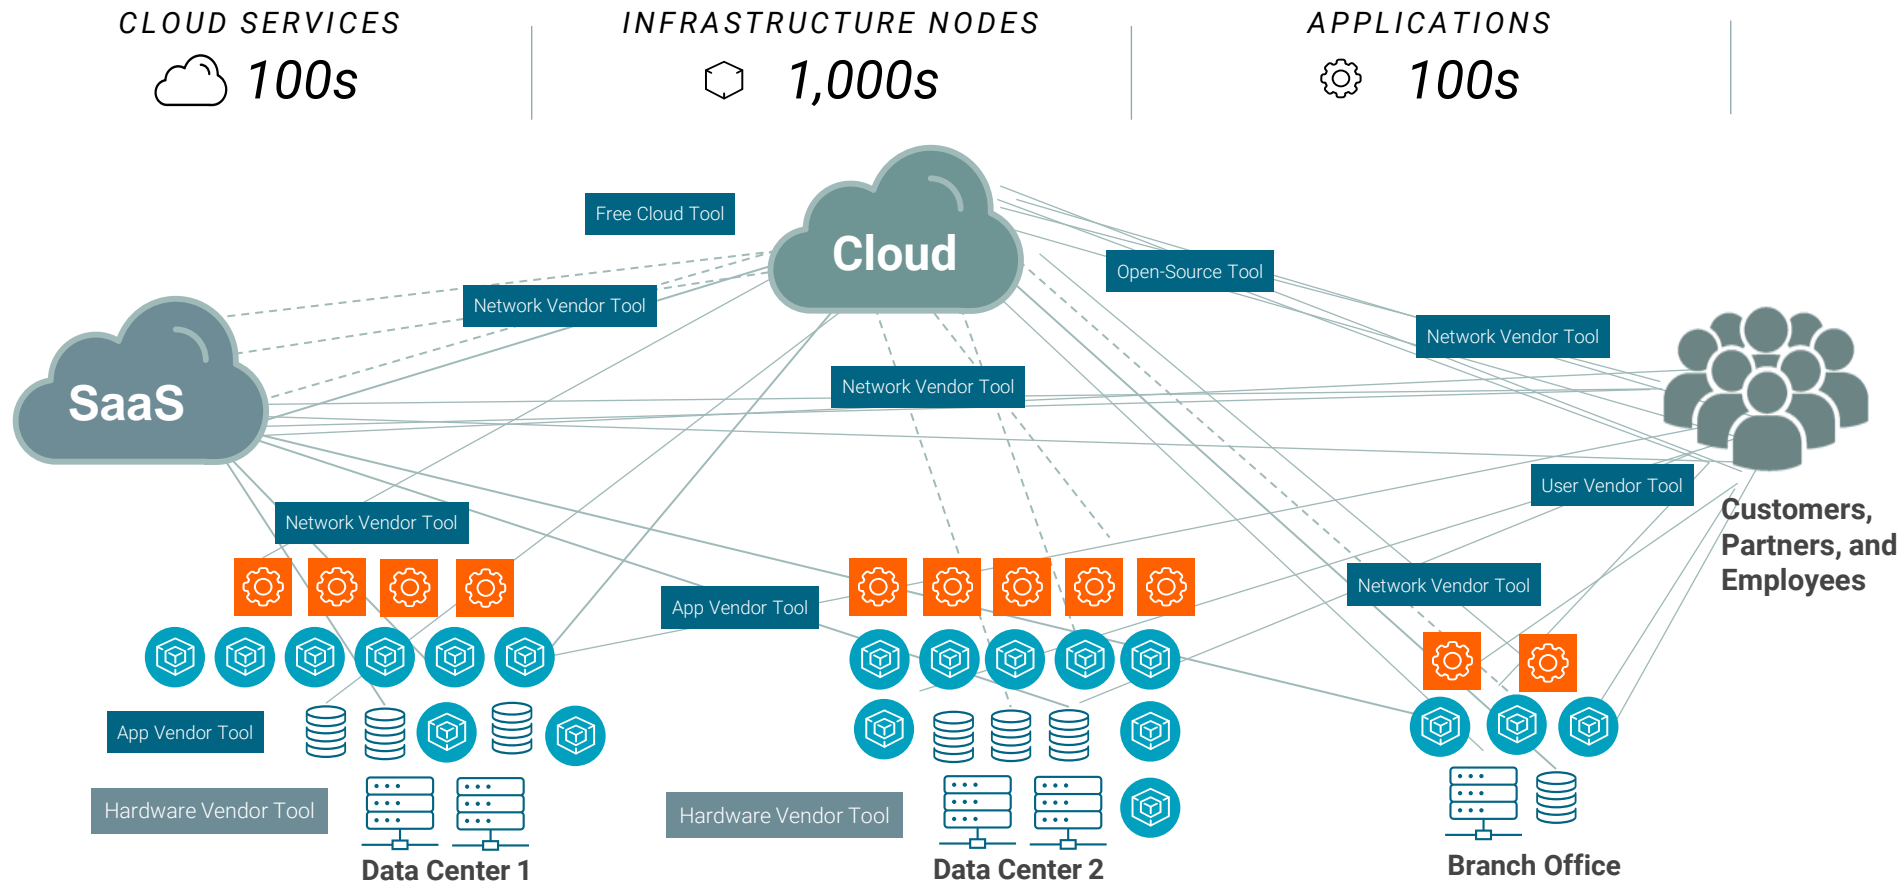 CLOUD SERVICES
100s
INFRASTRUCTURE NODES
1,000s
APPLICATIONS
100s
Free Cloud Tool
Cloud
Open-Source Tool
Network Vendor Tool
Network Vendor Tool
Network Vendor Tool
SaaS
User Vendor Tool
Customers,
Partners, and
Employees
Network Vendor Tool
Network Vendor Tool
App Vendor Tool
App Vendor Tool
Hardware Vendor Tool
Hardware Vendor Tool
Data Center 1
Data Center 2
Branch Office